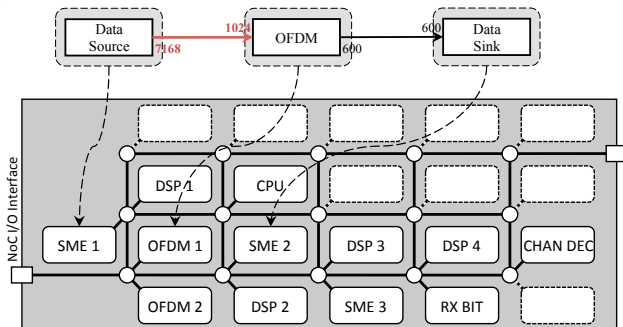 Data
Source
7168
1024
OFDM
600
600
Data
Sink
NoC I/O Interface
DSP 1
CPU
SME 1
OFDM 1
SME 2
DSP 3
DSP 4
CHAN DEC
OFDM 2
DSP 2
SME 3
RX BIT